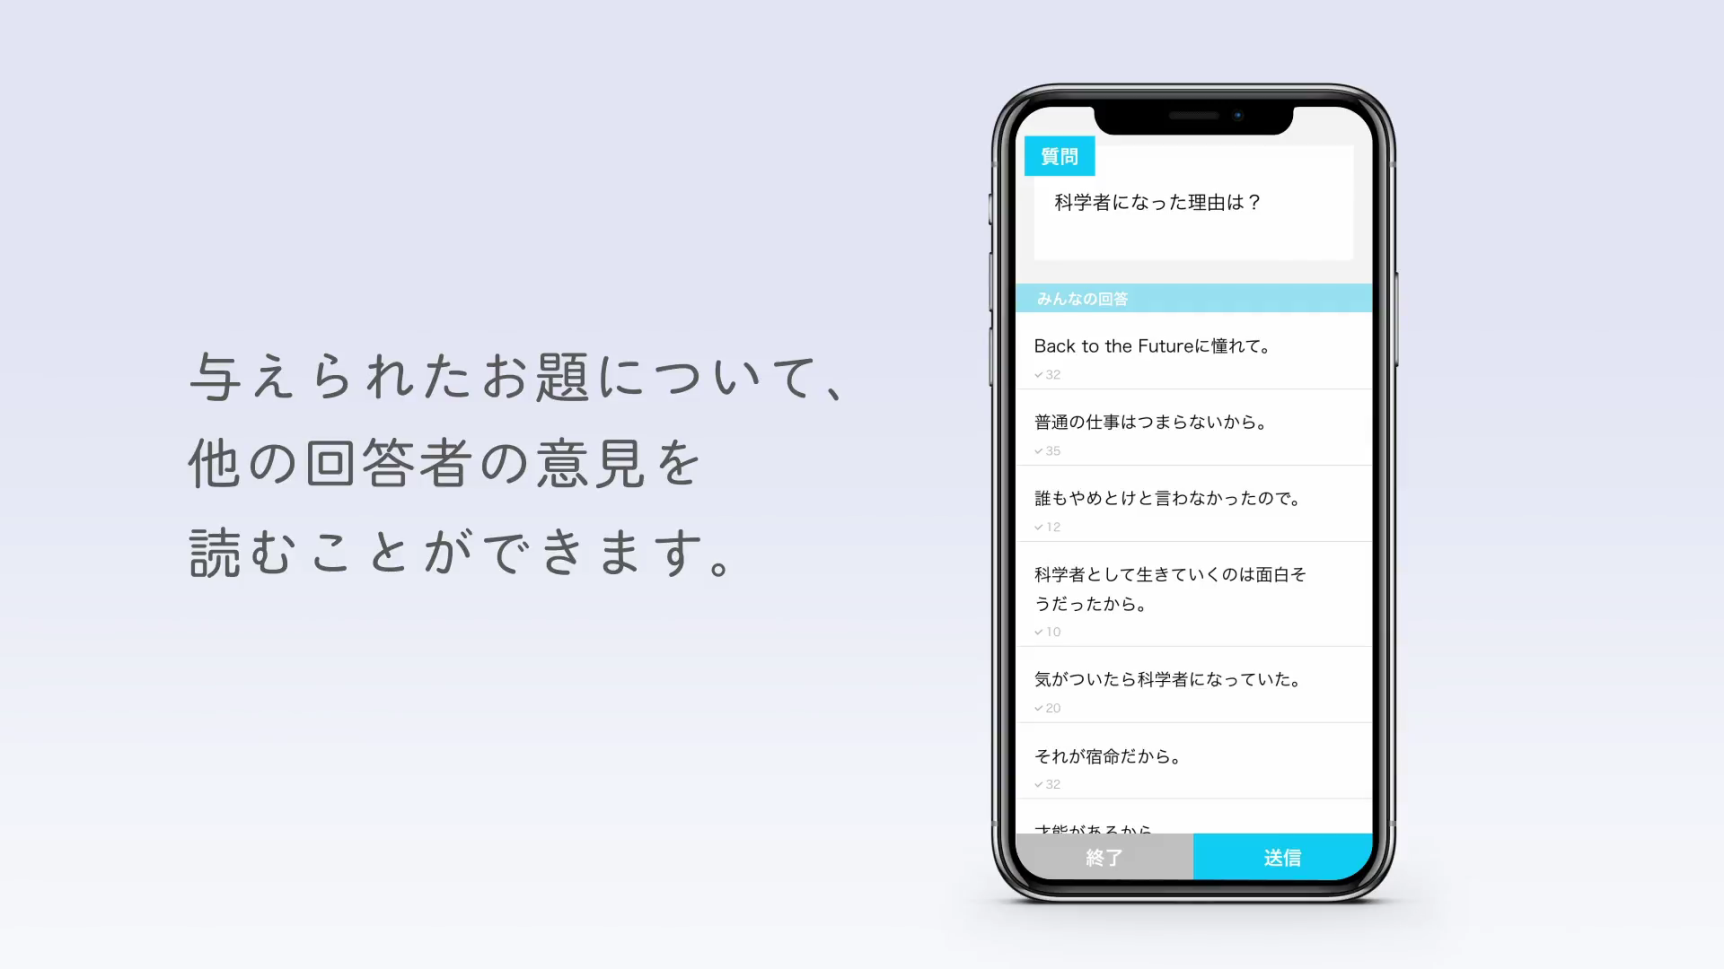 与えられたお題について、
他の回答者の意見を
読むことができます。
質問
科学者になった理由は？
みんなの回答
Back to the Futureに憧れて。
✓32
普通の仕事はつまらないから。
✓35
誰もやめとけと言わなかったので。
✓12
科学者として生きていくのは面白そ
うだったから。
✓10
気がついたら科学者になっていた。
✓20
それが宿命だから。
✓32
才能があるから
終了
送信